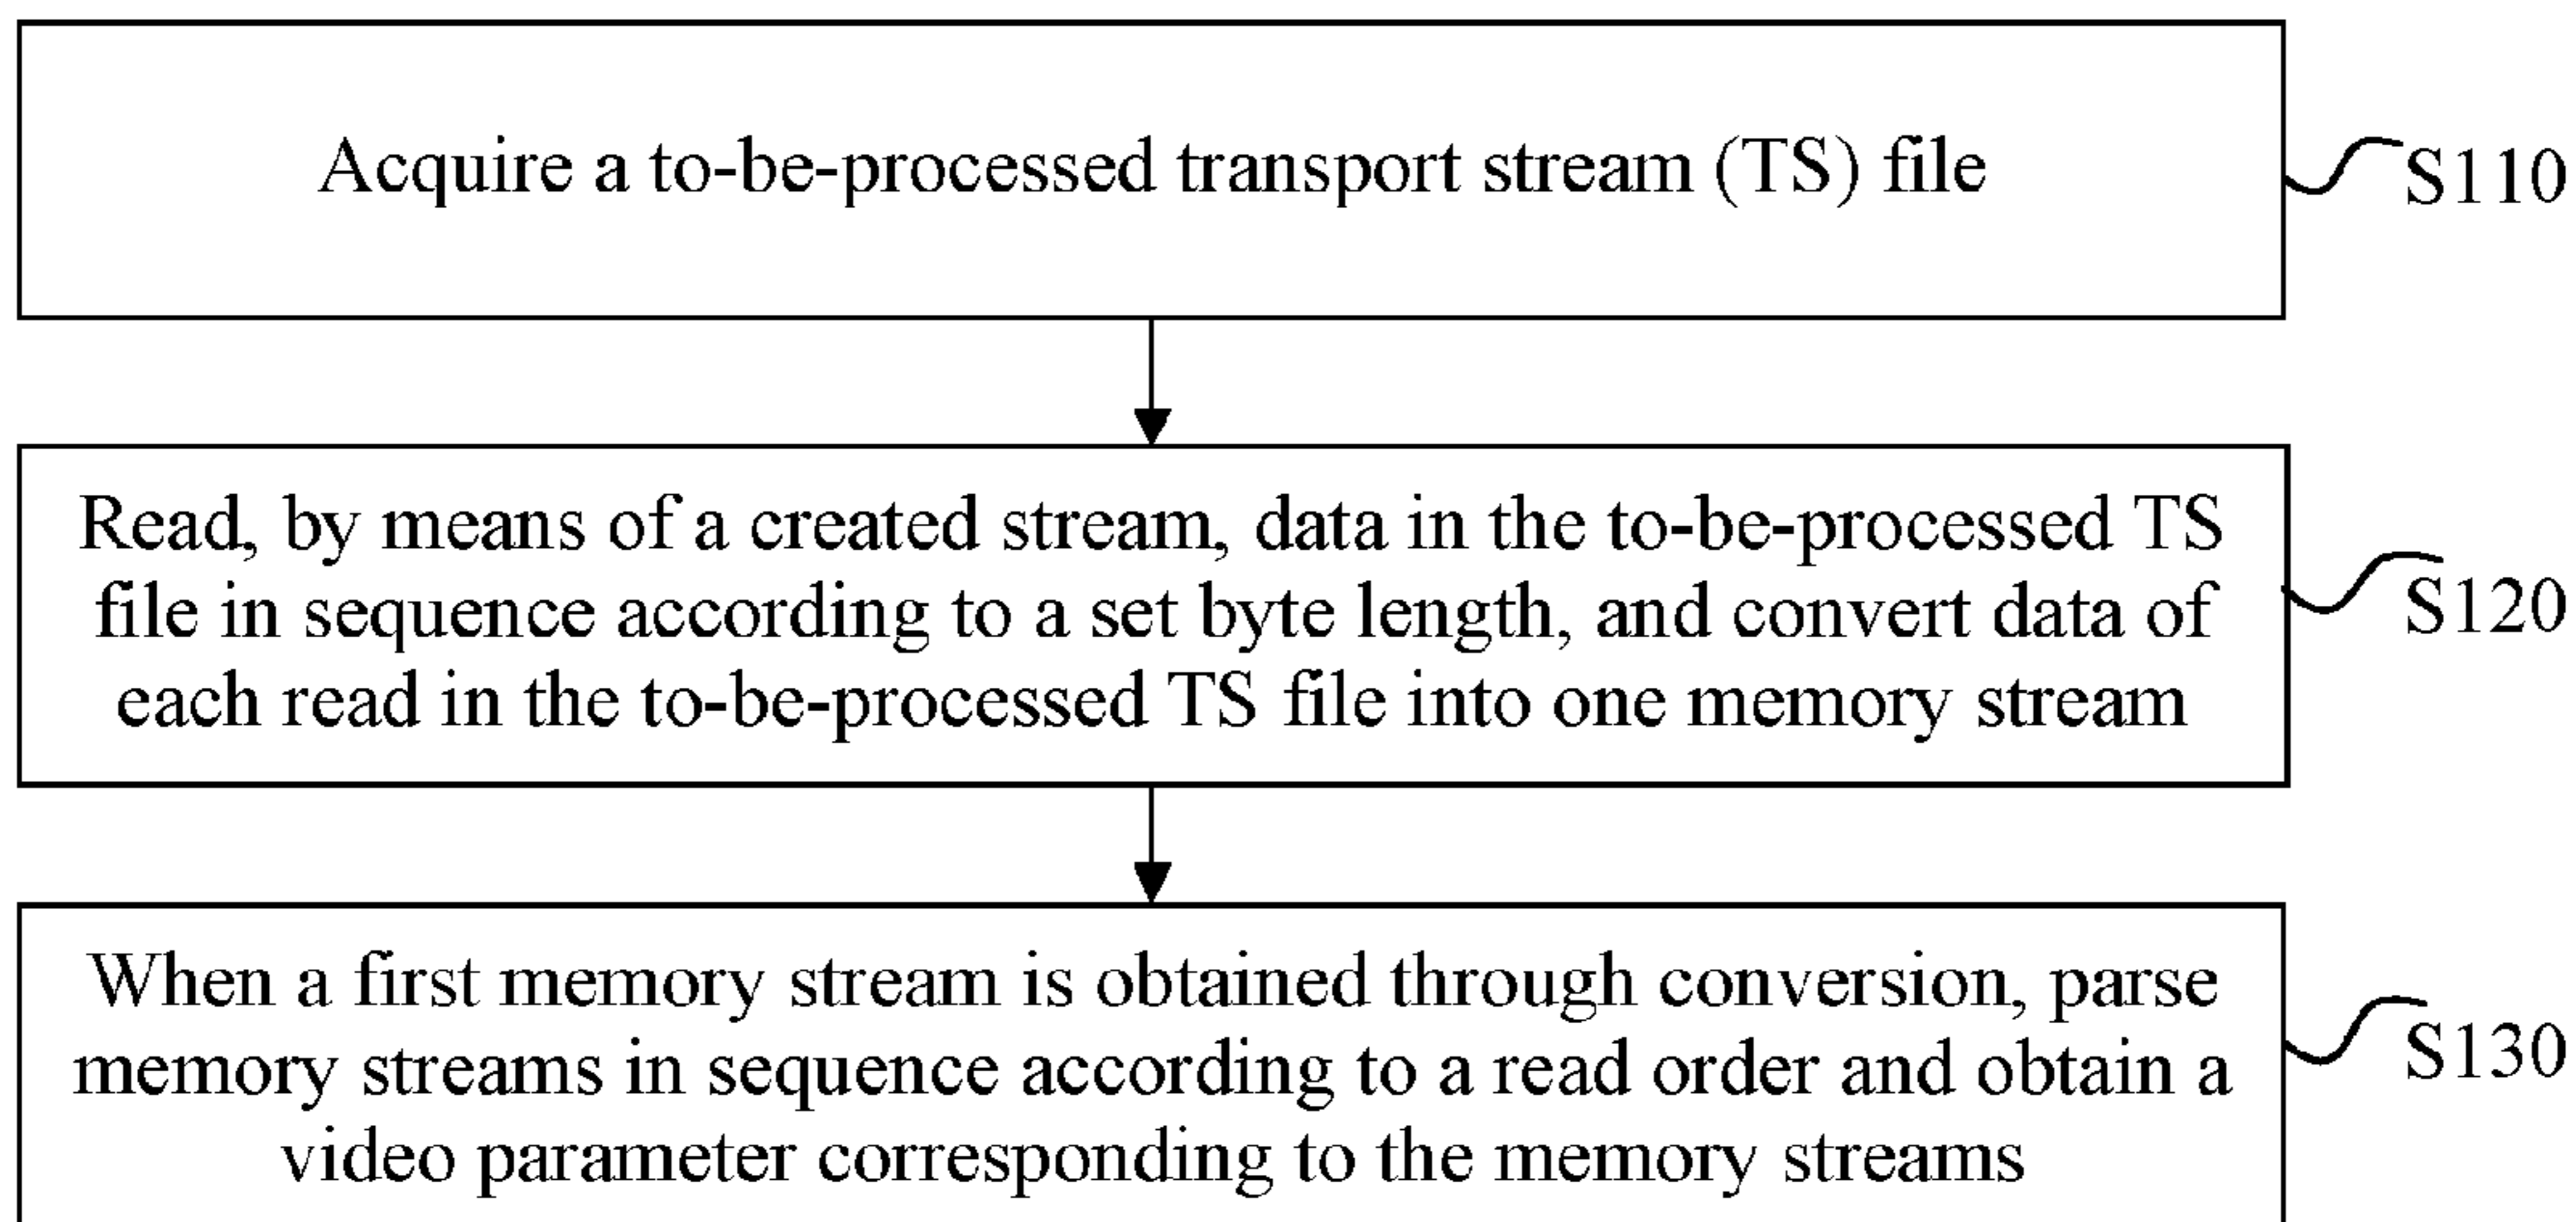 Acquire a to-be-processed transport stream (TS) file
S110
Read, by means of a created stream, data in the to-be-processed TS
file in sequence according to a set byte length, and convert data of
each read in the to-be-processed TS file into one memory stream
S120
When a first memory stream is obtained through conversion, parse
memory streams in sequence according to a read order and obtain a
video parameter corresponding to the memory streams
S130